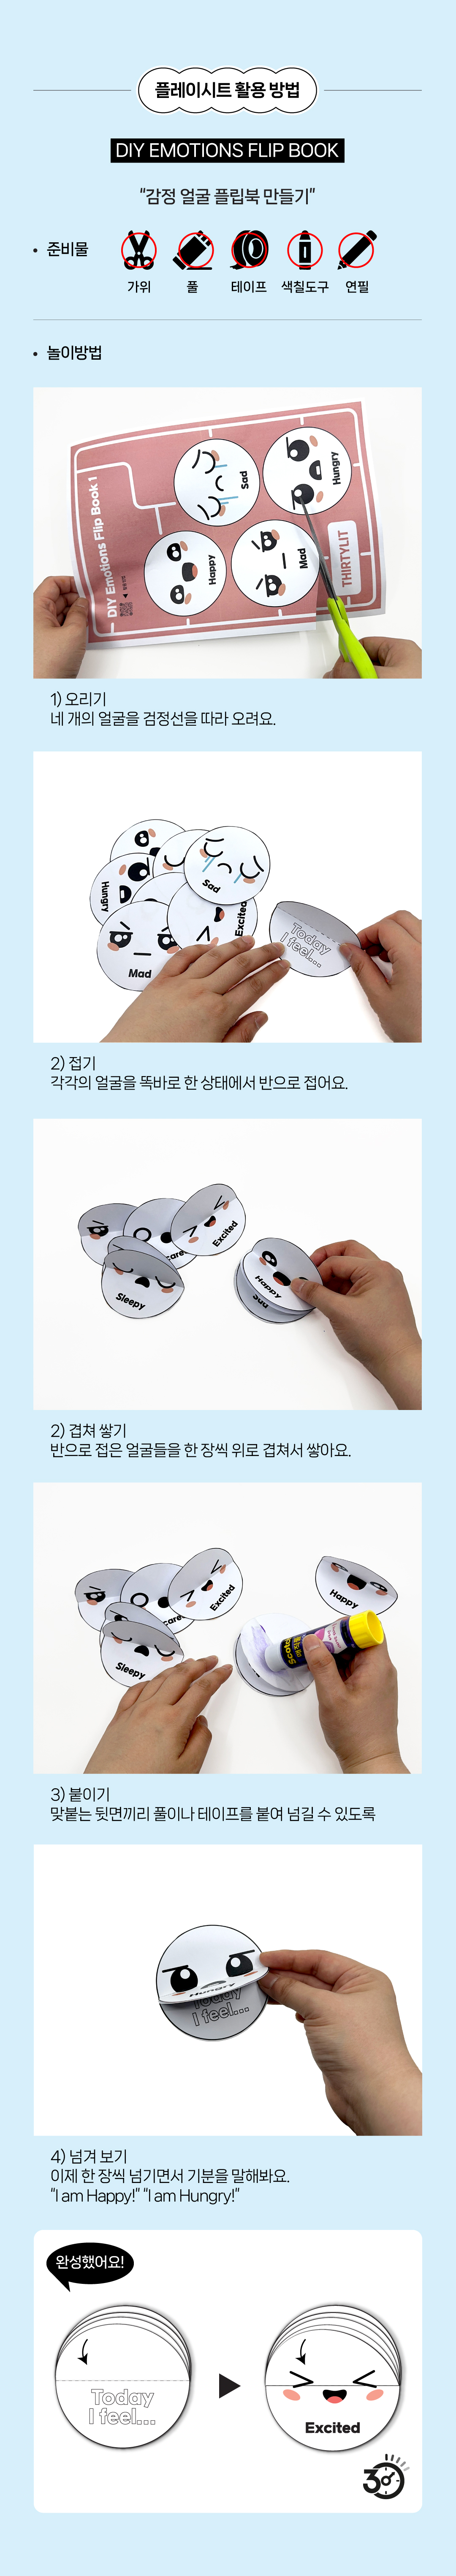 플레이시트 활용 방법
DIY EMOTIONS FLIP BOOK
"감정 얼굴 플립북 만들기"
• 준비물
가위 풀 테이프 색칠도구 연필
• 놀이방법
DIY Emotions Flip Book 1
Sad
Hungry
Happy
Mad
THIRTYLIT
1) 오리기
네 개의 얼굴을 검정선을 따라 오려요.
Hungry
Sad
Excited
Mad
Today
I feel...
2) 접기
각각의 얼굴을 똑바로 한 상태에서 반으로 접어요.
Excited
Sleepy
Happy
2) 겹쳐 쌓기
반으로 접은 얼굴들을 한 장씩 위로 겹쳐서 쌓아요.
Excited
Sleepy
Happy
Scotch
3) 붙이기
맞붙는 뒷면끼리 풀이나 테이프를 붙여 넘길 수 있도록
Hungry
Today
I feel...
4) 넘겨 보기
이제 한 장씩 넘기면서 기분을 말해봐요.
"I am Happy!" "I am Hungry!"
완성했어요!
Today
I feel...
Excited
30